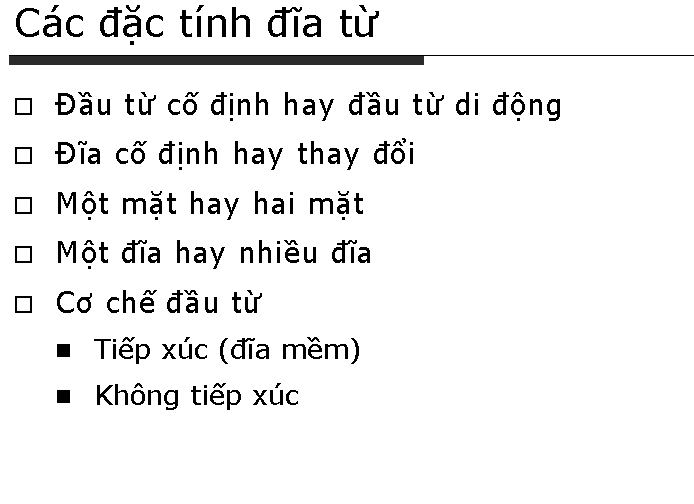 Các đặc tính đĩa từ
Đầu từ cố định hay đầu từ di động
Đĩa cố định hay thay đổi
Một mặt hay hai mặt
Một đĩa hay nhiều đĩa
Cơ chế đầu từ
Tiếp xúc (đĩa mềm)
Không tiếp xúc